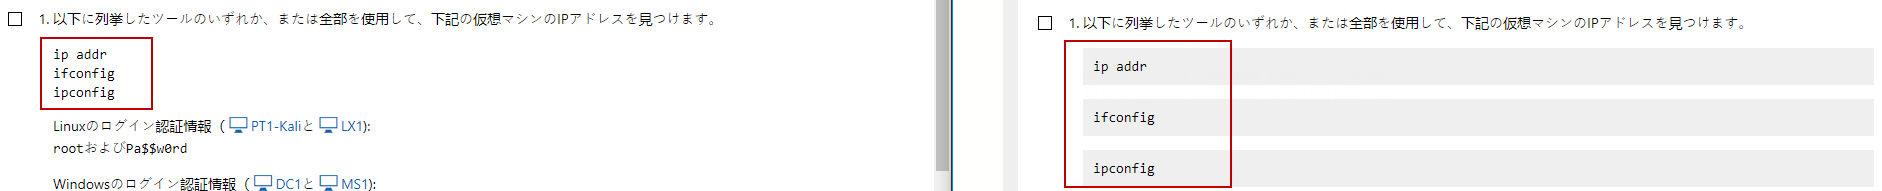 1. 以下に列挙したツールのいずれか、または全部を使用して、下記の仮想マシンのIPアドレスを見つけます。
ip addr
ifconfig
ipconfig
Linuxのログイン認証情報（ PT1-Kaliと LX1):
rootおよびPa$$w0rd
Windowsのログイン認証情報（ DC1と MS1):
1. 以下に列挙したツールのいずれか、または全部を使用して、下記の仮想マシンのIPアドレスを見つけます。
ip addr
ifconfig
ipconfig